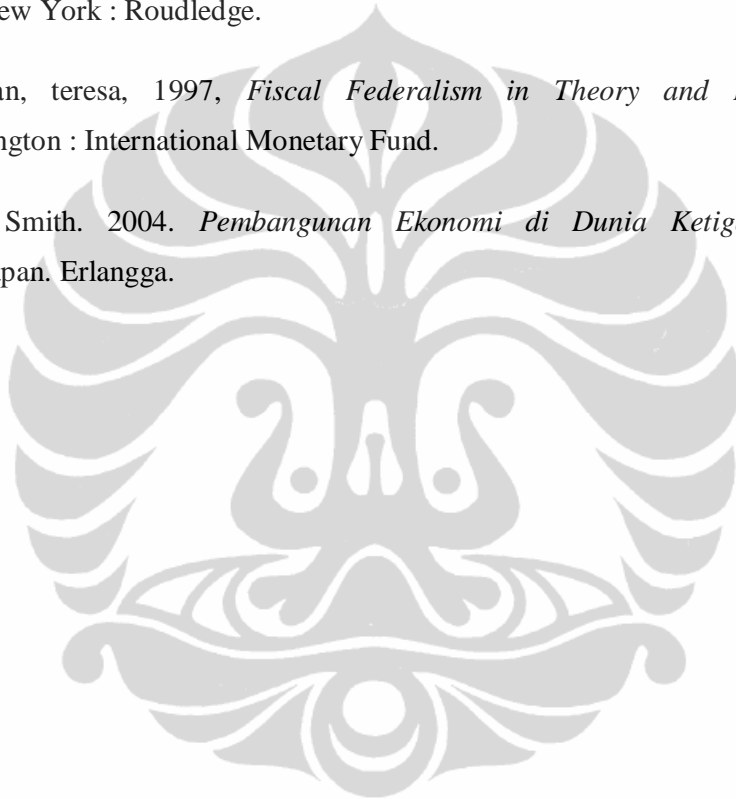 ew York : Roudledge.
an, teresa, 1997, Fiscal Federalism in Theory and
ngton : International Monetary Fund.
Smith. 2004. Pembangunan Ekonomi di Dunia Ketig
pan. Erlangga.